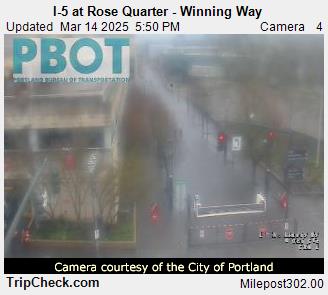 I-5 at Rose Quarter - Winning Way
Updated Mar 14 2025 5:50 PM Camera 4
PBOT
PORTLAND BUREAU OF TRANSPORTATION
Camera courtesy of the City of Portland
TripCheck.com Milepost302.00